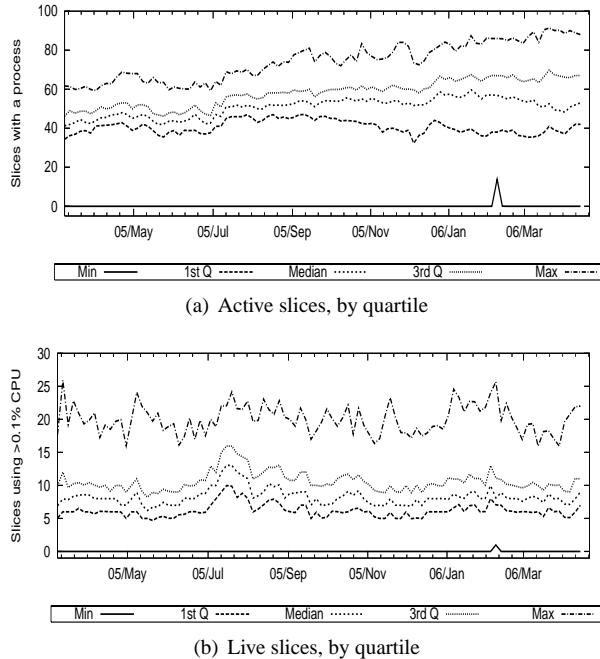 100
80
60
40
20
0
Slices with a process
05/May 05/Jul 05/Sep 05/Nov 06/Jan 06/Mar
Min 1st Q Median 3rd Q Max
(a) Active slices, by quartile
30
25
20
15
10
5
0
Slices using >0.1% CPU
05/May 05/Jul 05/Sep 05/Nov 06/Jan 06/Mar
Min 1st Q Median 3rd Q Max
(b) Live slices, by quartile